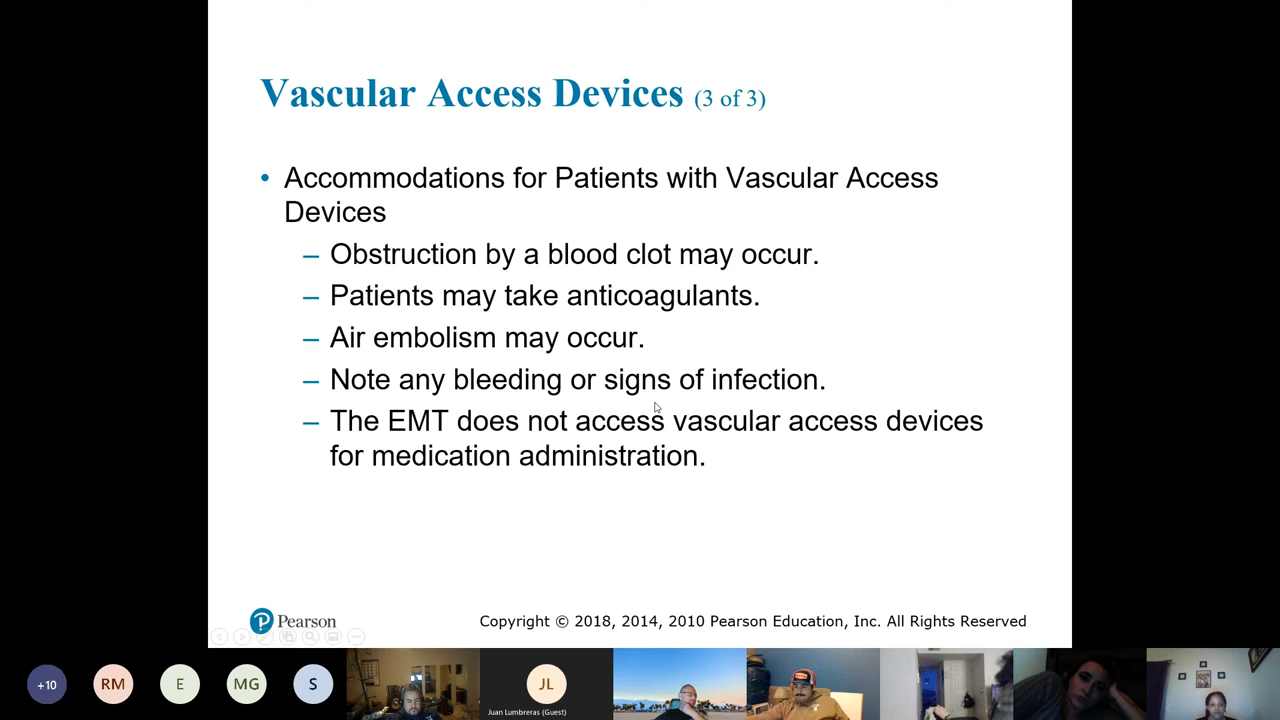 Vascular Access Devices (3 of 3)
• Accommodations for Patients with Vascular Access
Devices
– Obstruction by a blood clot may occur.
– Patients may take anticoagulants.
– Air embolism may occur.
– Note any bleeding or signs of infection.
– The EMT does not access vascular access devices
for medication administration.
Pearson
Copyright © 2018, 2014, 2010 Pearson Education, Inc. All Rights Reserved
+10
RM
E
MG
S
JL
Juan Lumbreras (Guest)